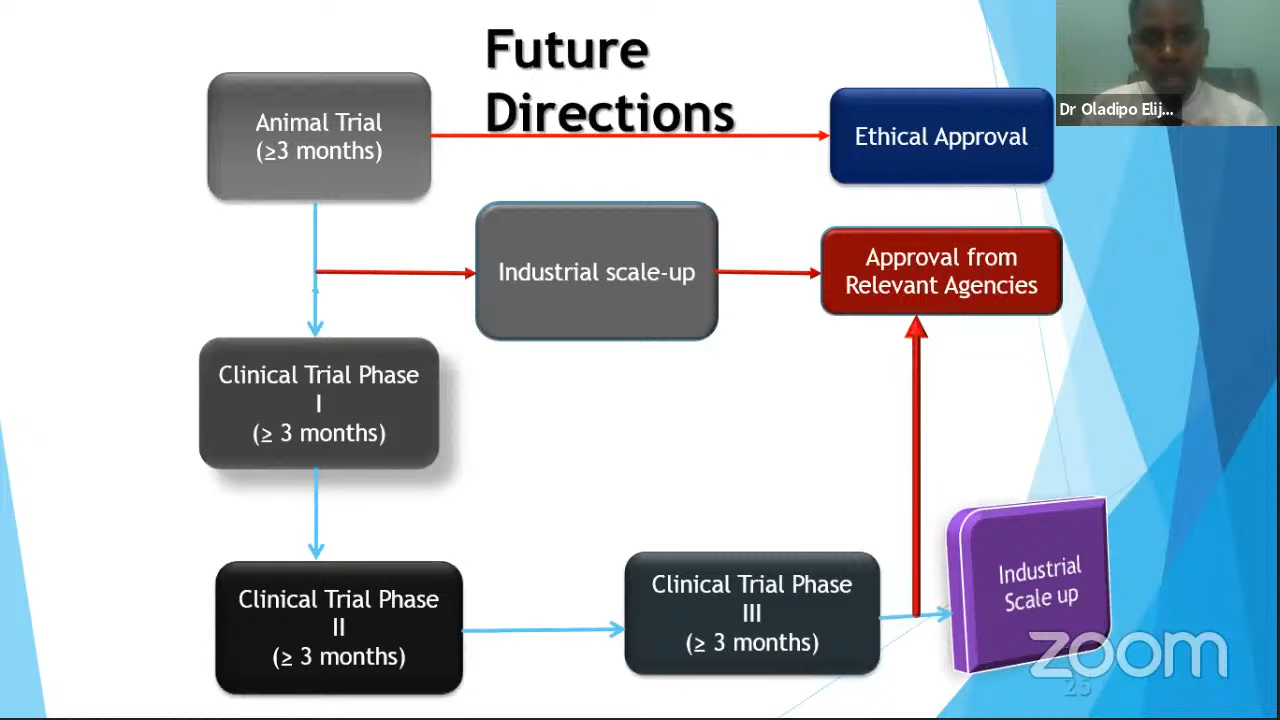 Future
Directions
Animal Trial
(≥3 months)
Ethical Approval
Dr Oladipo Elij...
Industrial scale-up
Approval from
Relevant Agencies
Clinical Trial Phase
I
(≥ 3 months)
Clinical Trial Phase
II
(≥ 3 months)
Clinical Trial Phase
III
(≥ 3 months)
Industrial
Scale up
zoom
25